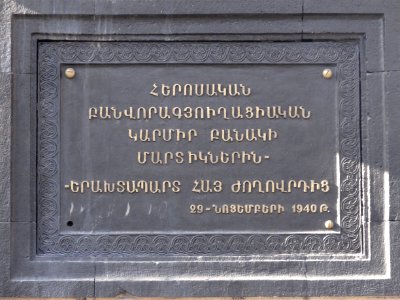 ՀԵՐՈՍԱԿԱՆ
ԲԱՆՎՈՐԱԳՅՈՒՂԱՑԻԱԿԱՆ
ԿԱՐՄԻՐ ԲԱՆԱԿԻ
ՄԱՐՏԻԿՆԵՐԻՆ-
-ԵՐԱԽՏԱՊԱՐՏ ՀԱՅ ԺՈՂՈՎՐԴԻՑ
29-ՆՈՅԵՄԲԵՐԻ 1940 Թ.